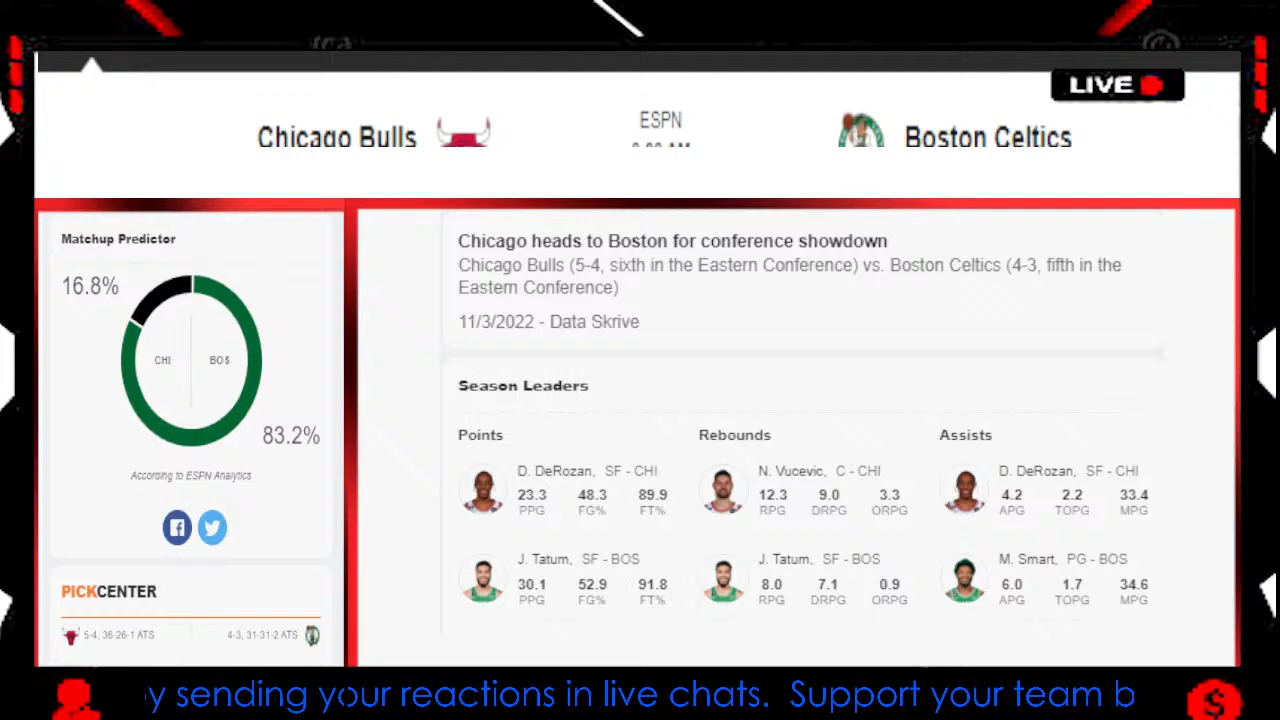 LIVE
Chicago Bulls
ESPN
Boston Celtics
Matchup Predictor
16.8%
CHI
BOS
83.2%
According to ESPN Analytics
PICKCENTER
5-4, 36-26-1 ATS
4-3, 31-31-2 ATS
Chicago heads to Boston for conference showdown
Chicago Bulls (5-4, sixth in the Eastern Conference) vs. Boston Celtics (4-3, fifth in the
Eastern Conference)
11/3/2022 - Data Skrive
Season Leaders
Points
Rebounds
Assists
D. DeRozan, SF - CHI
23.3 48.3 89.9
PPG FG% FT%
N. Vucevic, C - CHI
12.3 9.0 3.3
RPG DRPG ORPG
D. DeRozan, SF - CHI
4.2 2.2 33.4
APG TOPG MPG
J. Tatum, SF - BOS
30.1 52.9 91.8
PPG FG% FT%
J. Tatum, SF - BOS
8.0 7.1 0.9
RPG DRPG ORPG
M. Smart, PG - BOS
6.0 1.7 34.6
APG TOPG MPG
y sending your reactions in live chats. Support your team b